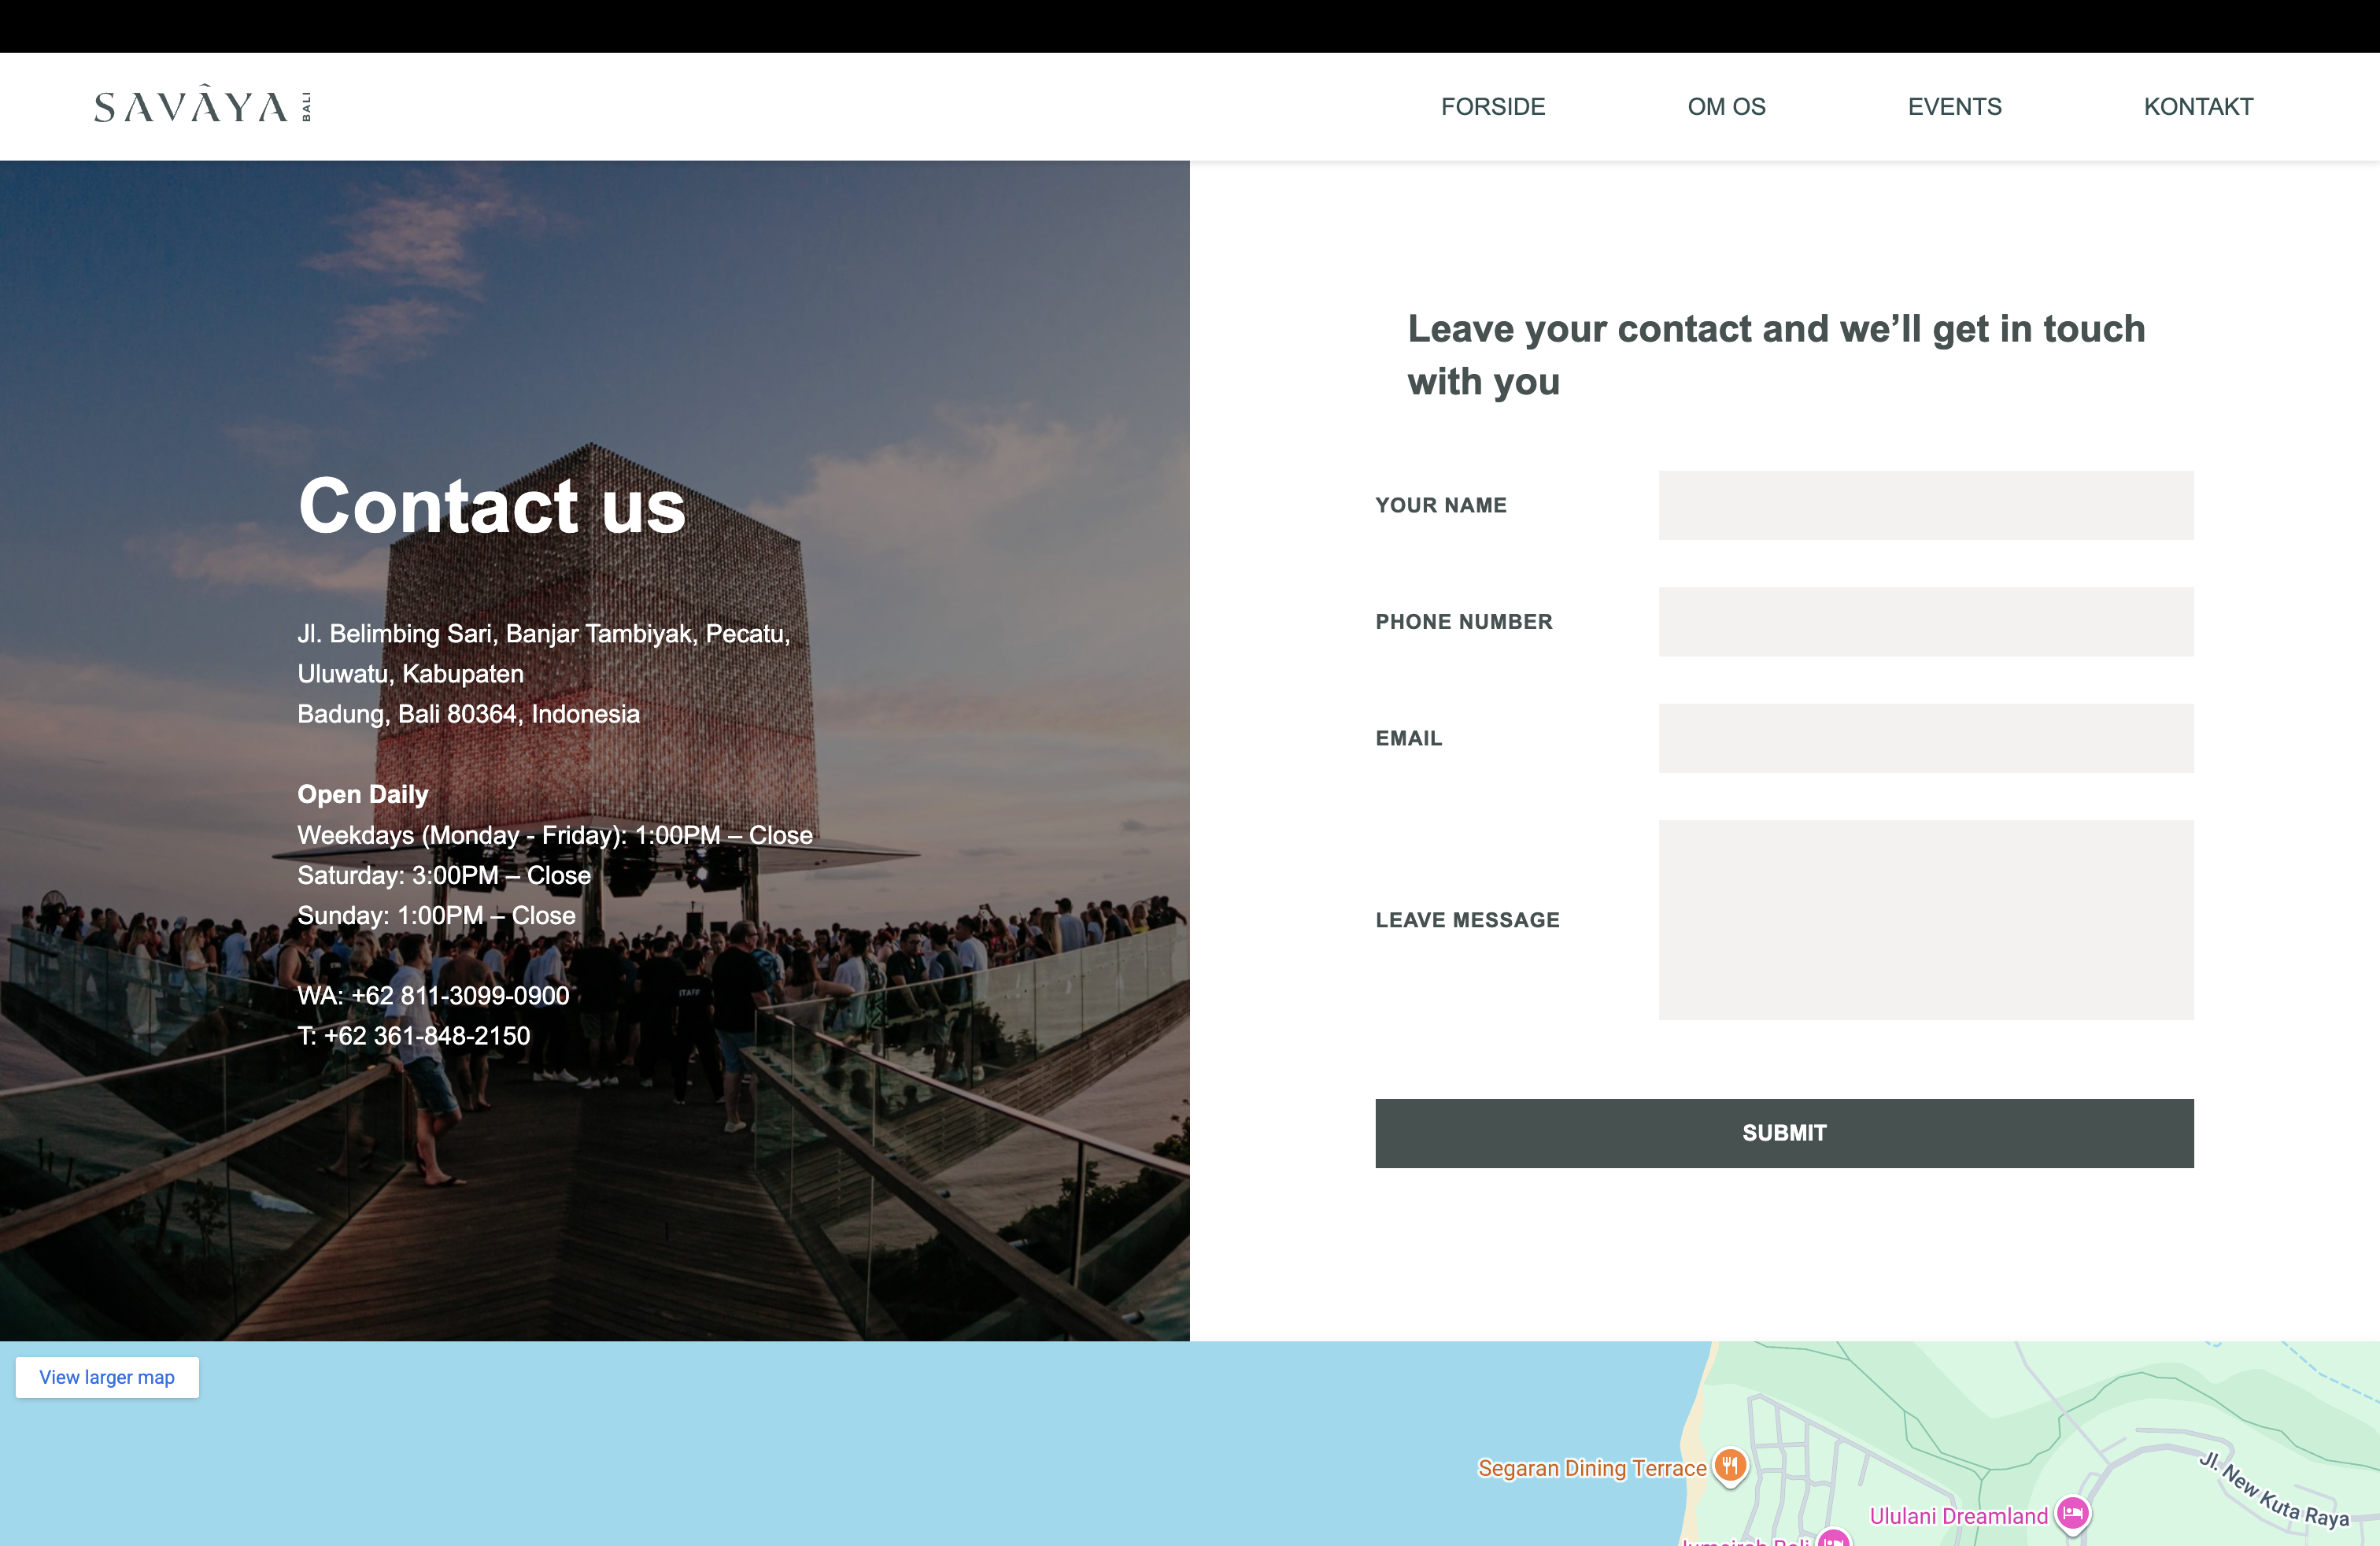 SAVÂYA BALI
FORSIDE
OM OS
EVENTS
KONTAKT
Contact us
Jl. Belimbing Sari, Banjar Tambiyak, Pecatu,
Uluwatu, Kabupaten
Badung, Bali 80364, Indonesia
Open Daily
Weekdays (Monday - Friday): 1:00PM – Close
Saturday: 3:00PM – Close
Sunday: 1:00PM – Close
WA: +62 811-3099-0900
T: +62 361-848-2150
STAFF
Leave your contact and we’ll get in touch
with you
YOUR NAME
PHONE NUMBER
EMAIL
LEAVE MESSAGE
SUBMIT
View larger map
Segaran Dining Terrace
Ululani Dreamland
Jl. New Kuta Raya